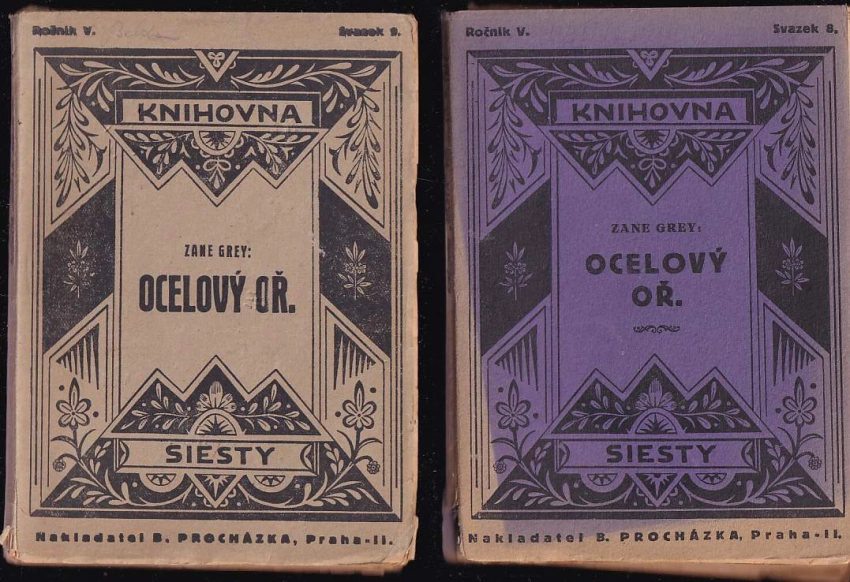 Ročník V.
Svazek 9.
KNIHOVNA
ZANE GREY:
OCELOVÝ OŘ.
SIESTY
Nakladatel B. PROCHÁZKA, Praha-II.
Ročník V.
Svazek 8.
KNIHOVNA
ZANE GREY:
OCELOVÝ
OŘ.
SIESTY
Nakladatel B. PROCHÁZKA, Praha-II.